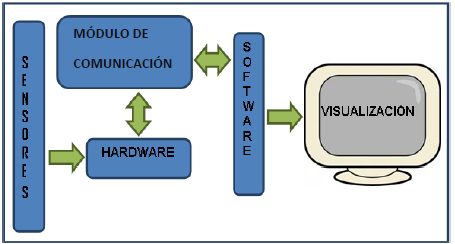 SENSORES
MÓDULO DE
COMUNICACIÓN
HARDWARE
SOFTWARE
VISUALIZACIÓN